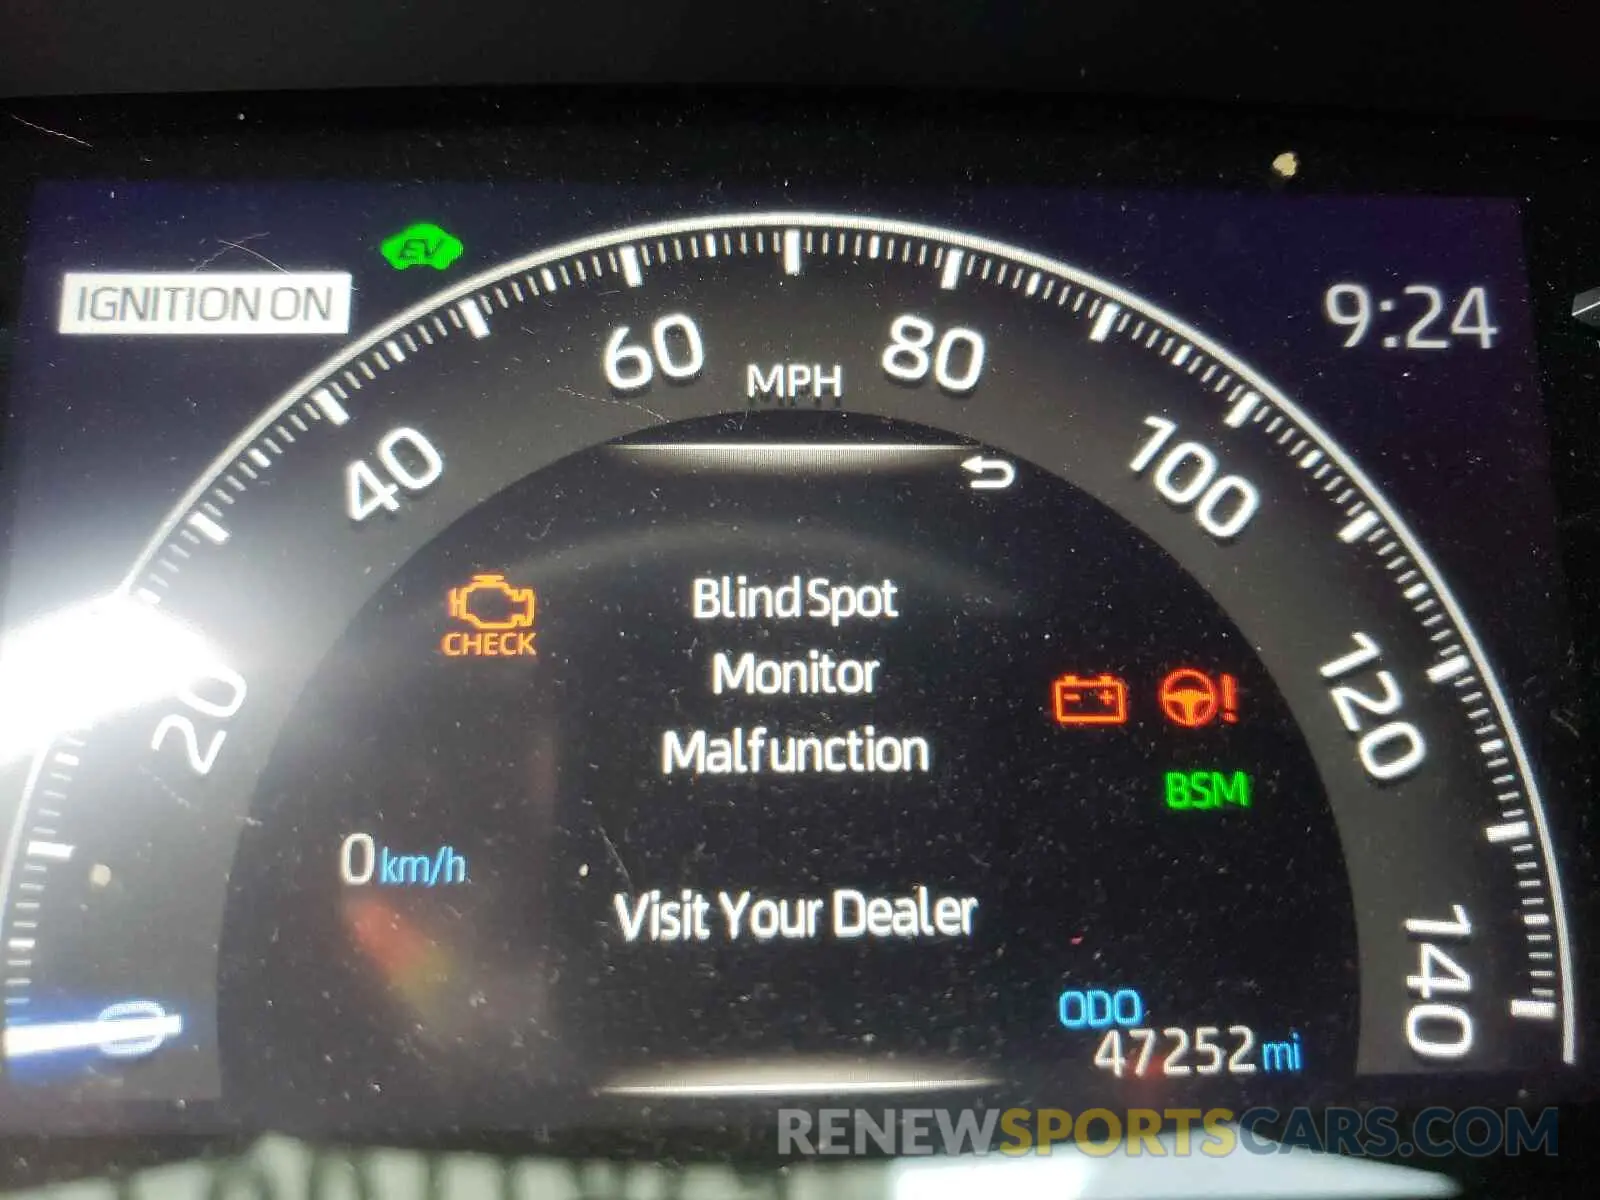 EV
IGNITION ON
9:24
60
80
MPH
40
100
Blind Spot
CHECK
Monitor
20
120
Malfunction
BSM
0 km/h
Visit Your Dealer
140
ODO
0
47252 mi
RENEWSPORTSCARS.COM